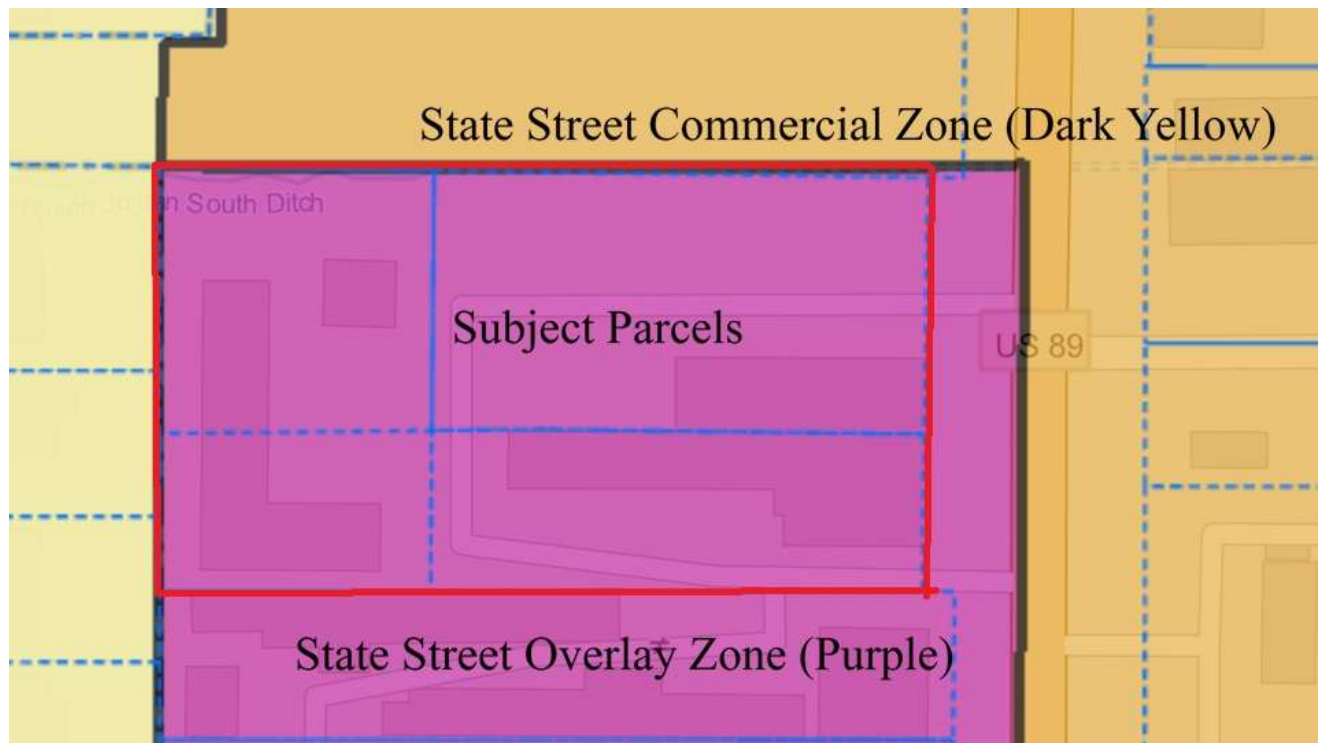 State Street Commercial Zone (Dark Yellow)
South Ditch
Subject Parcels
US 89
State Street Overlay Zone (Purple)